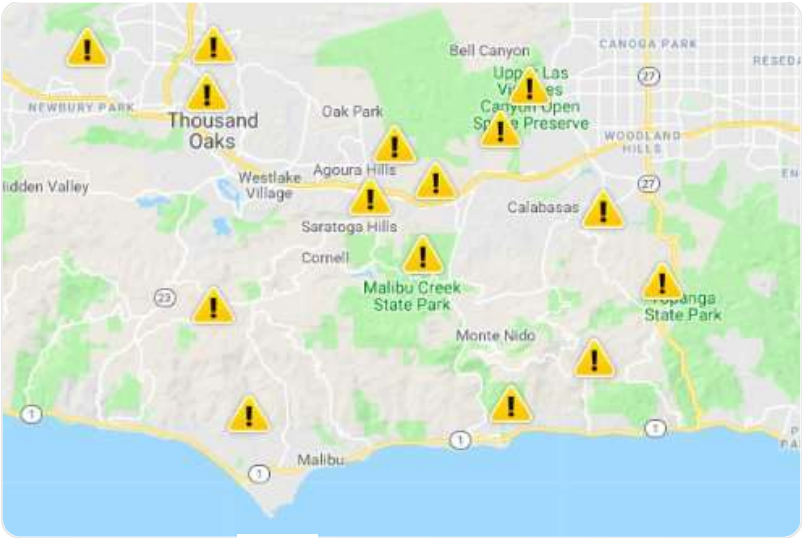 CANOGA PARK
Bell Canyon
RESEDA
27
Upper Las
Canyon Open
Space Preserve
NEWBURY PARK
Oak Park
Thousand
Oaks
WOODLAND
HILLS
Agoura Hills
Westlake
Village
idden Valley
27
EN
Calabasas
Saratoga Hills
Cornell
Malibu Creek
State Park
23
Topanga
State Park
Monte Nido
1
1
1
Malibu
1
P
PA